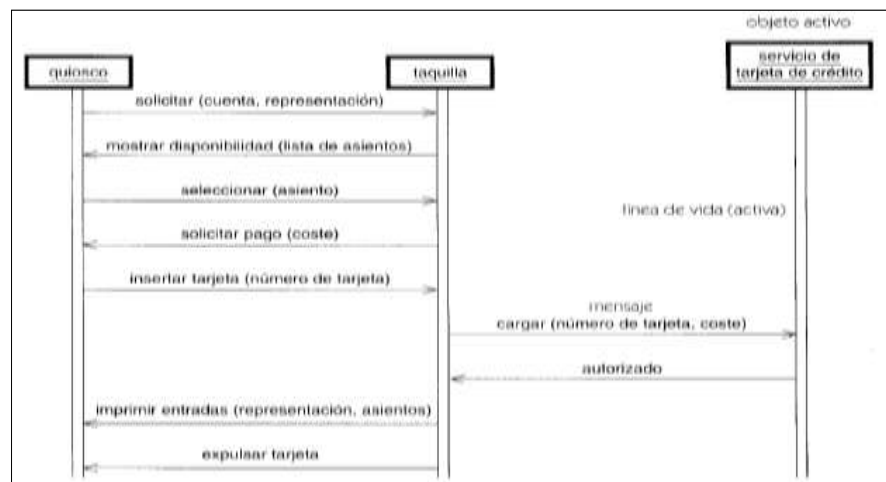 objeto activo
quiosco
taquilla
servicio de
tarjeta de crédito
solicitar (cuenta, representación)
mostrar disponibilidad (lista de asientos)
seleccionar (asiento)
línea de vida (activa)
solicitar pago (coste)
insertar tarjeta (número de tarjeta)
mensaje
cargar (número de tarjeta, coste)
autorizado
imprimir entradas (representación, asientos)
expulsar tarjeta